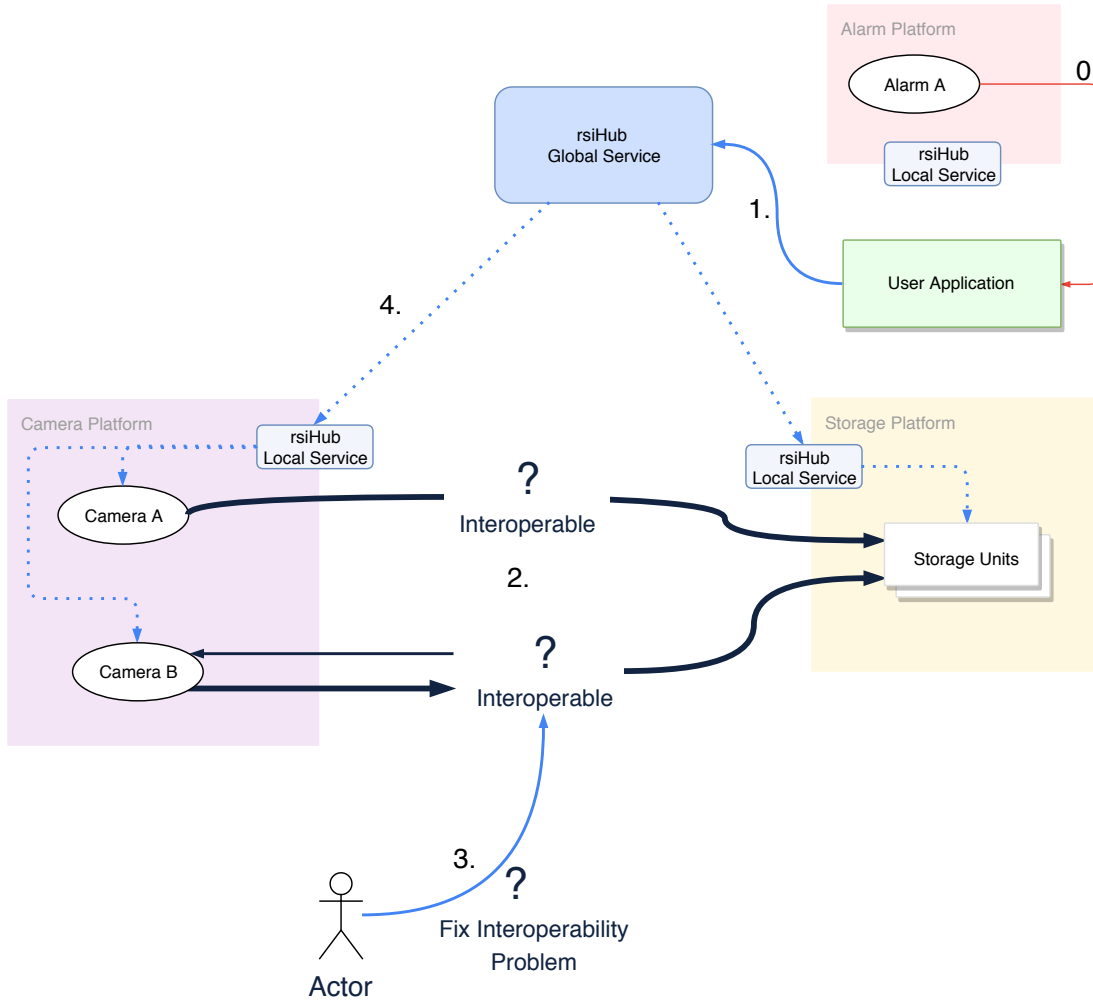 Alarm Platform
0
Alarm A
rsiHub
Global Service
rsiHub
Local Service
1.
User Application
4.
Camera Platform
rsiHub
Local Service
Storage Platform
rsiHub
Local Service
?
Interoperable
Camera A
Storage Units
2.
?
Interoperable
Camera B
3.
?
Fix Interoperability
Problem
Actor